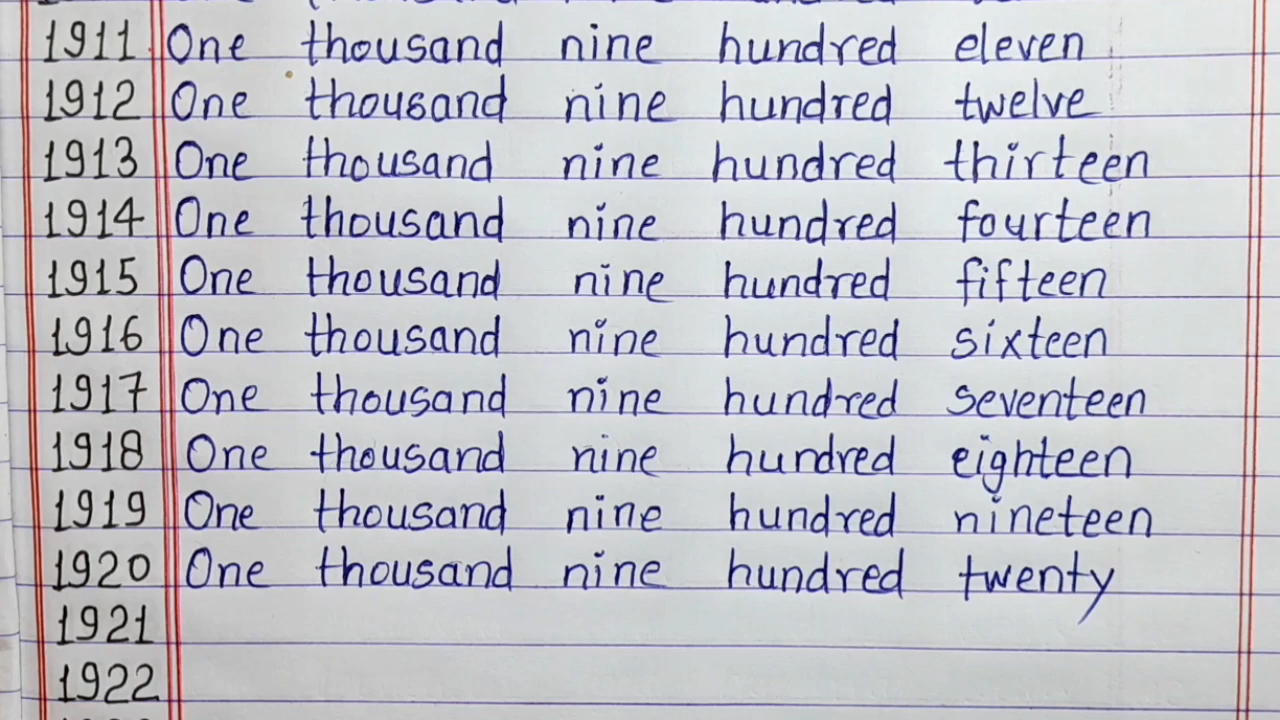 1911 One thousand nine hundred eleven
1912 One thousand nine hundred twelve
1913 One thousand nine hundred thirteen
1914 One thousand nine hundred fourteen
1915 One thousand nine hundred fifteen
1916 One thousand nine hundred sixteen
1917 One thousand nine hundred seventeen
1918 One thousand nine hundred eighteen
1919 One thousand nine hundred nineteen
1920 One thousand nine hundred twenty
1921
1922